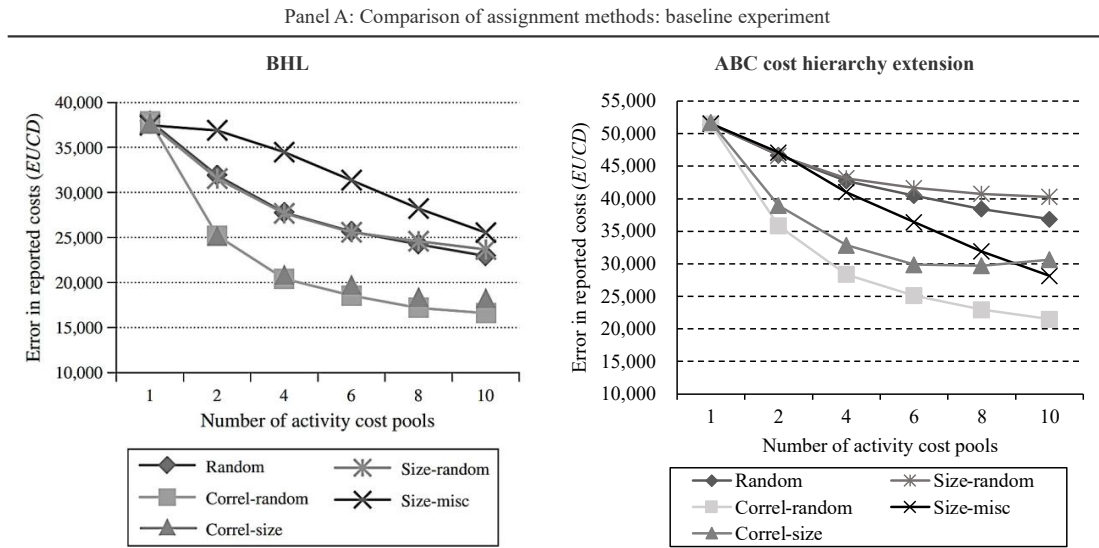 Panel A: Comparison of assignment methods: baseline experiment
BHL
40,000
35,000
30,000
25,000
20,000
15,000
10,000
Error in reported costs (EUCD)
1 2 4 6 8 10
Number of activity cost pools
Random
Size-random
Correl-random
Size-misc
Correl-size
ABC cost hierarchy extension
55,000
50,000
45,000
40,000
35,000
30,000
25,000
20,000
15,000
10,000
Error in reported costs (EUCD)
1 2 4 6 8 10
Number of activity cost pools
Random
Size-random
Correl-random
Size-misc
Correl-size